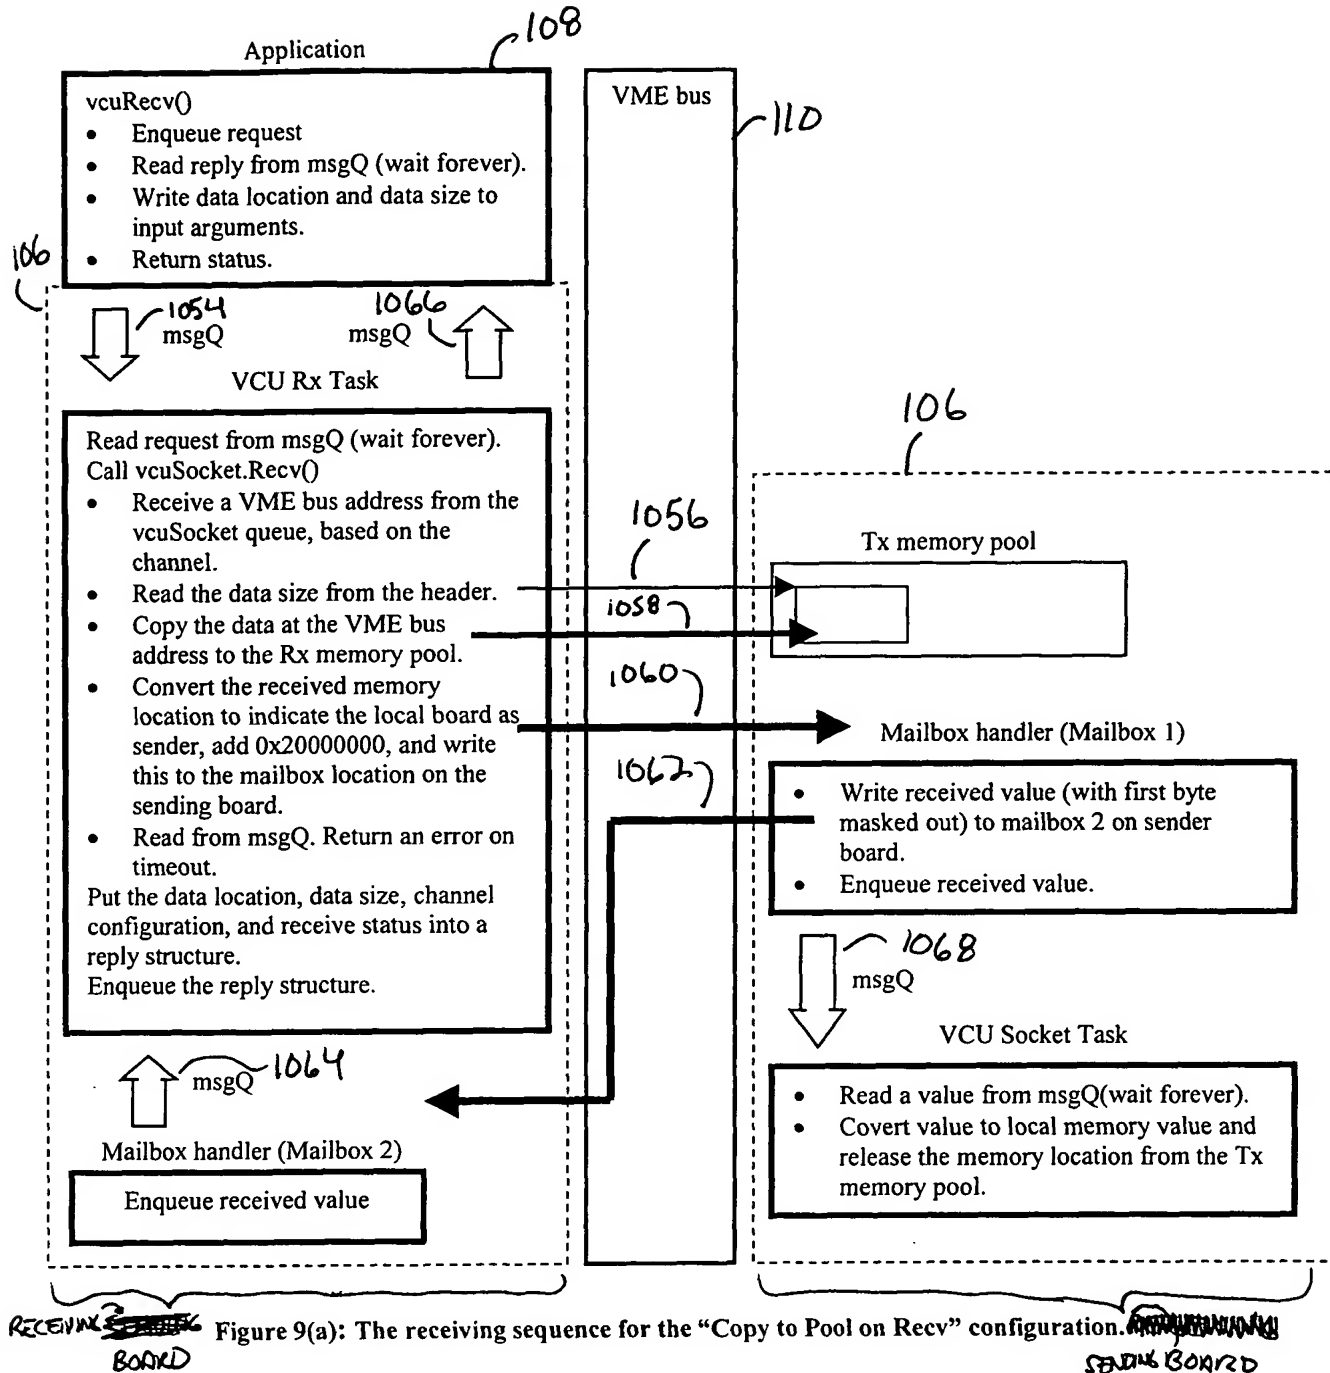 108
Application
vcuRecv()
• Enqueue request
• Read reply from msgQ (wait forever).
• Write data location and data size to
input arguments.
• Return status.
VME bus
110
106
1054
msgQ
1066
msgQ
VCU Rx Task
Read request from msgQ (wait forever).
Call vcuSocket.Recv()
• Receive a VME bus address from the
vcuSocket queue, based on the
channel.
• Read the data size from the header.
• Copy the data at the VME bus
address to the Rx memory pool.
• Convert the received memory
location to indicate the local board as
sender, add 0x20000000, and write
this to the mailbox location on the
sending board.
• Read from msgQ. Return an error on
timeout.
Put the data location, data size, channel
configuration, and receive status into a
reply structure.
Enqueue the reply structure.
1056
1058
1060
1062
106
Tx memory pool
Mailbox handler (Mailbox 1)
• Write received value (with first byte
masked out) to mailbox 2 on sender
board.
• Enqueue received value.
1068
msgQ
VCU Socket Task
• Read a value from msgQ(wait forever).
• Covert value to local memory value and
release the memory location from the Tx
memory pool.
msgQ
1064
Mailbox handler (Mailbox 2)
Enqueue received value
RECEIVING
BOARD
Figure 9(a): The receiving sequence for the “Copy to Pool on Recv” configuration.
SENDING BOARD